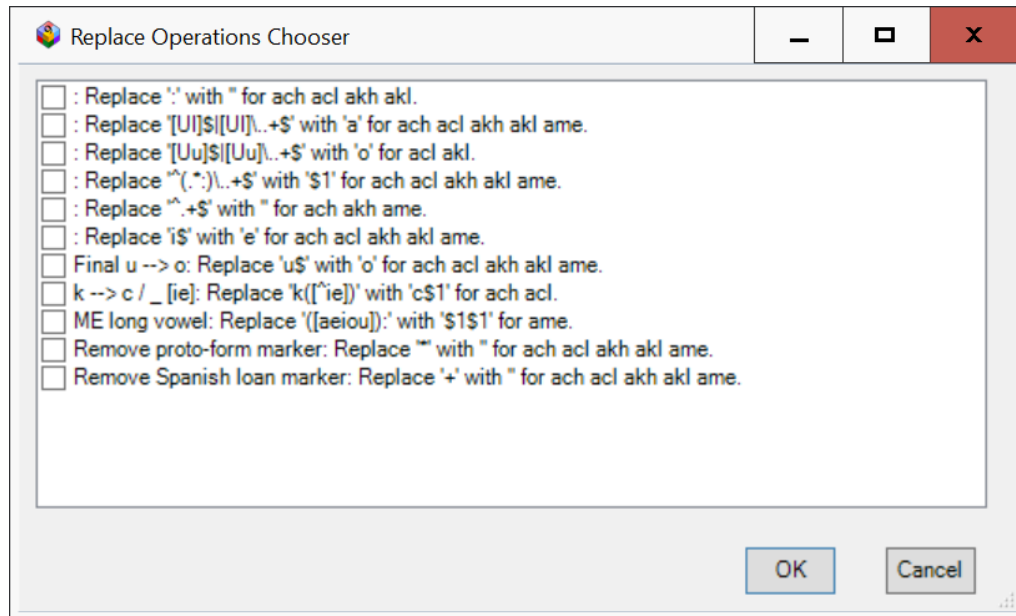 Replace Operations Chooser
: Replace ':' with '' for ach acl akh akl.
: Replace '[UI]$|[UI]\..+$' with 'a' for ach acl akh akl ame.
: Replace '[Uu]$|[Uu]\..+$' with 'o' for acl akl.
: Replace '^(.*:)\..+$' with '$1' for ach acl akh akl ame.
: Replace '^.+$' with '' for ach akh ame.
: Replace 'i$' with 'e' for ach acl akh akl ame.
Final u --> o: Replace 'u$' with 'o' for ach acl akh akl ame.
k --> c / _ [ie]: Replace 'k([^ie])' with 'c$1' for ach acl.
ME long vowel: Replace '([aeiou]):' with '$1$1' for ame.
Remove proto-form marker: Replace '*' with '' for ach acl akh akl ame.
Remove Spanish loan marker: Replace '+' with '' for ach acl akh akl ame.
OK Cancel